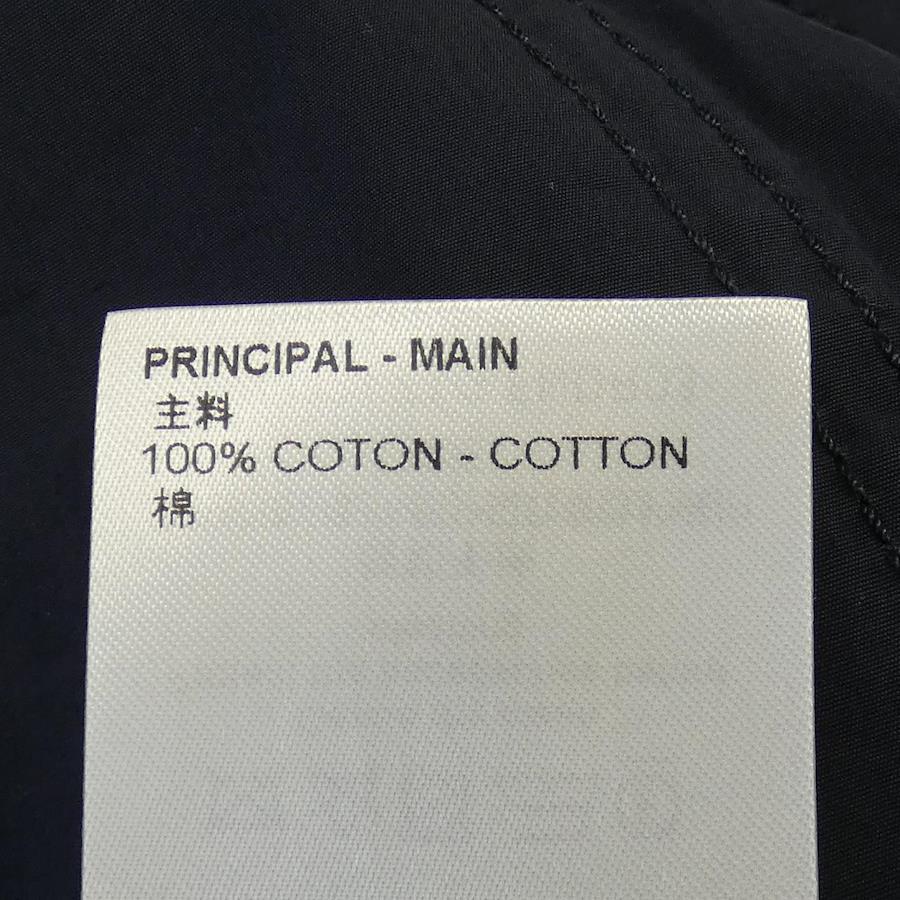 PRINCIPAL - MAIN
主料
100% COTON - COTTON
棉